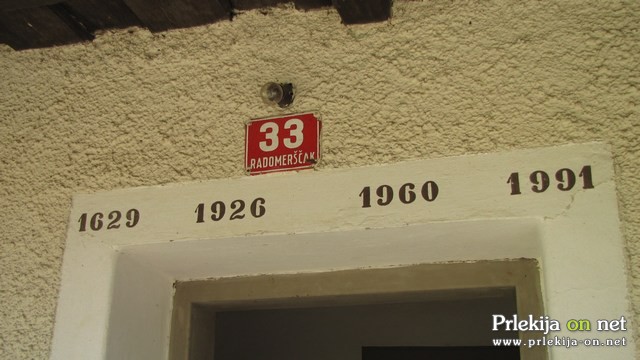 33
RADOMERŠČAK
1629 1926 1960 1991
Prlekija on net
www.prlekija-on.net